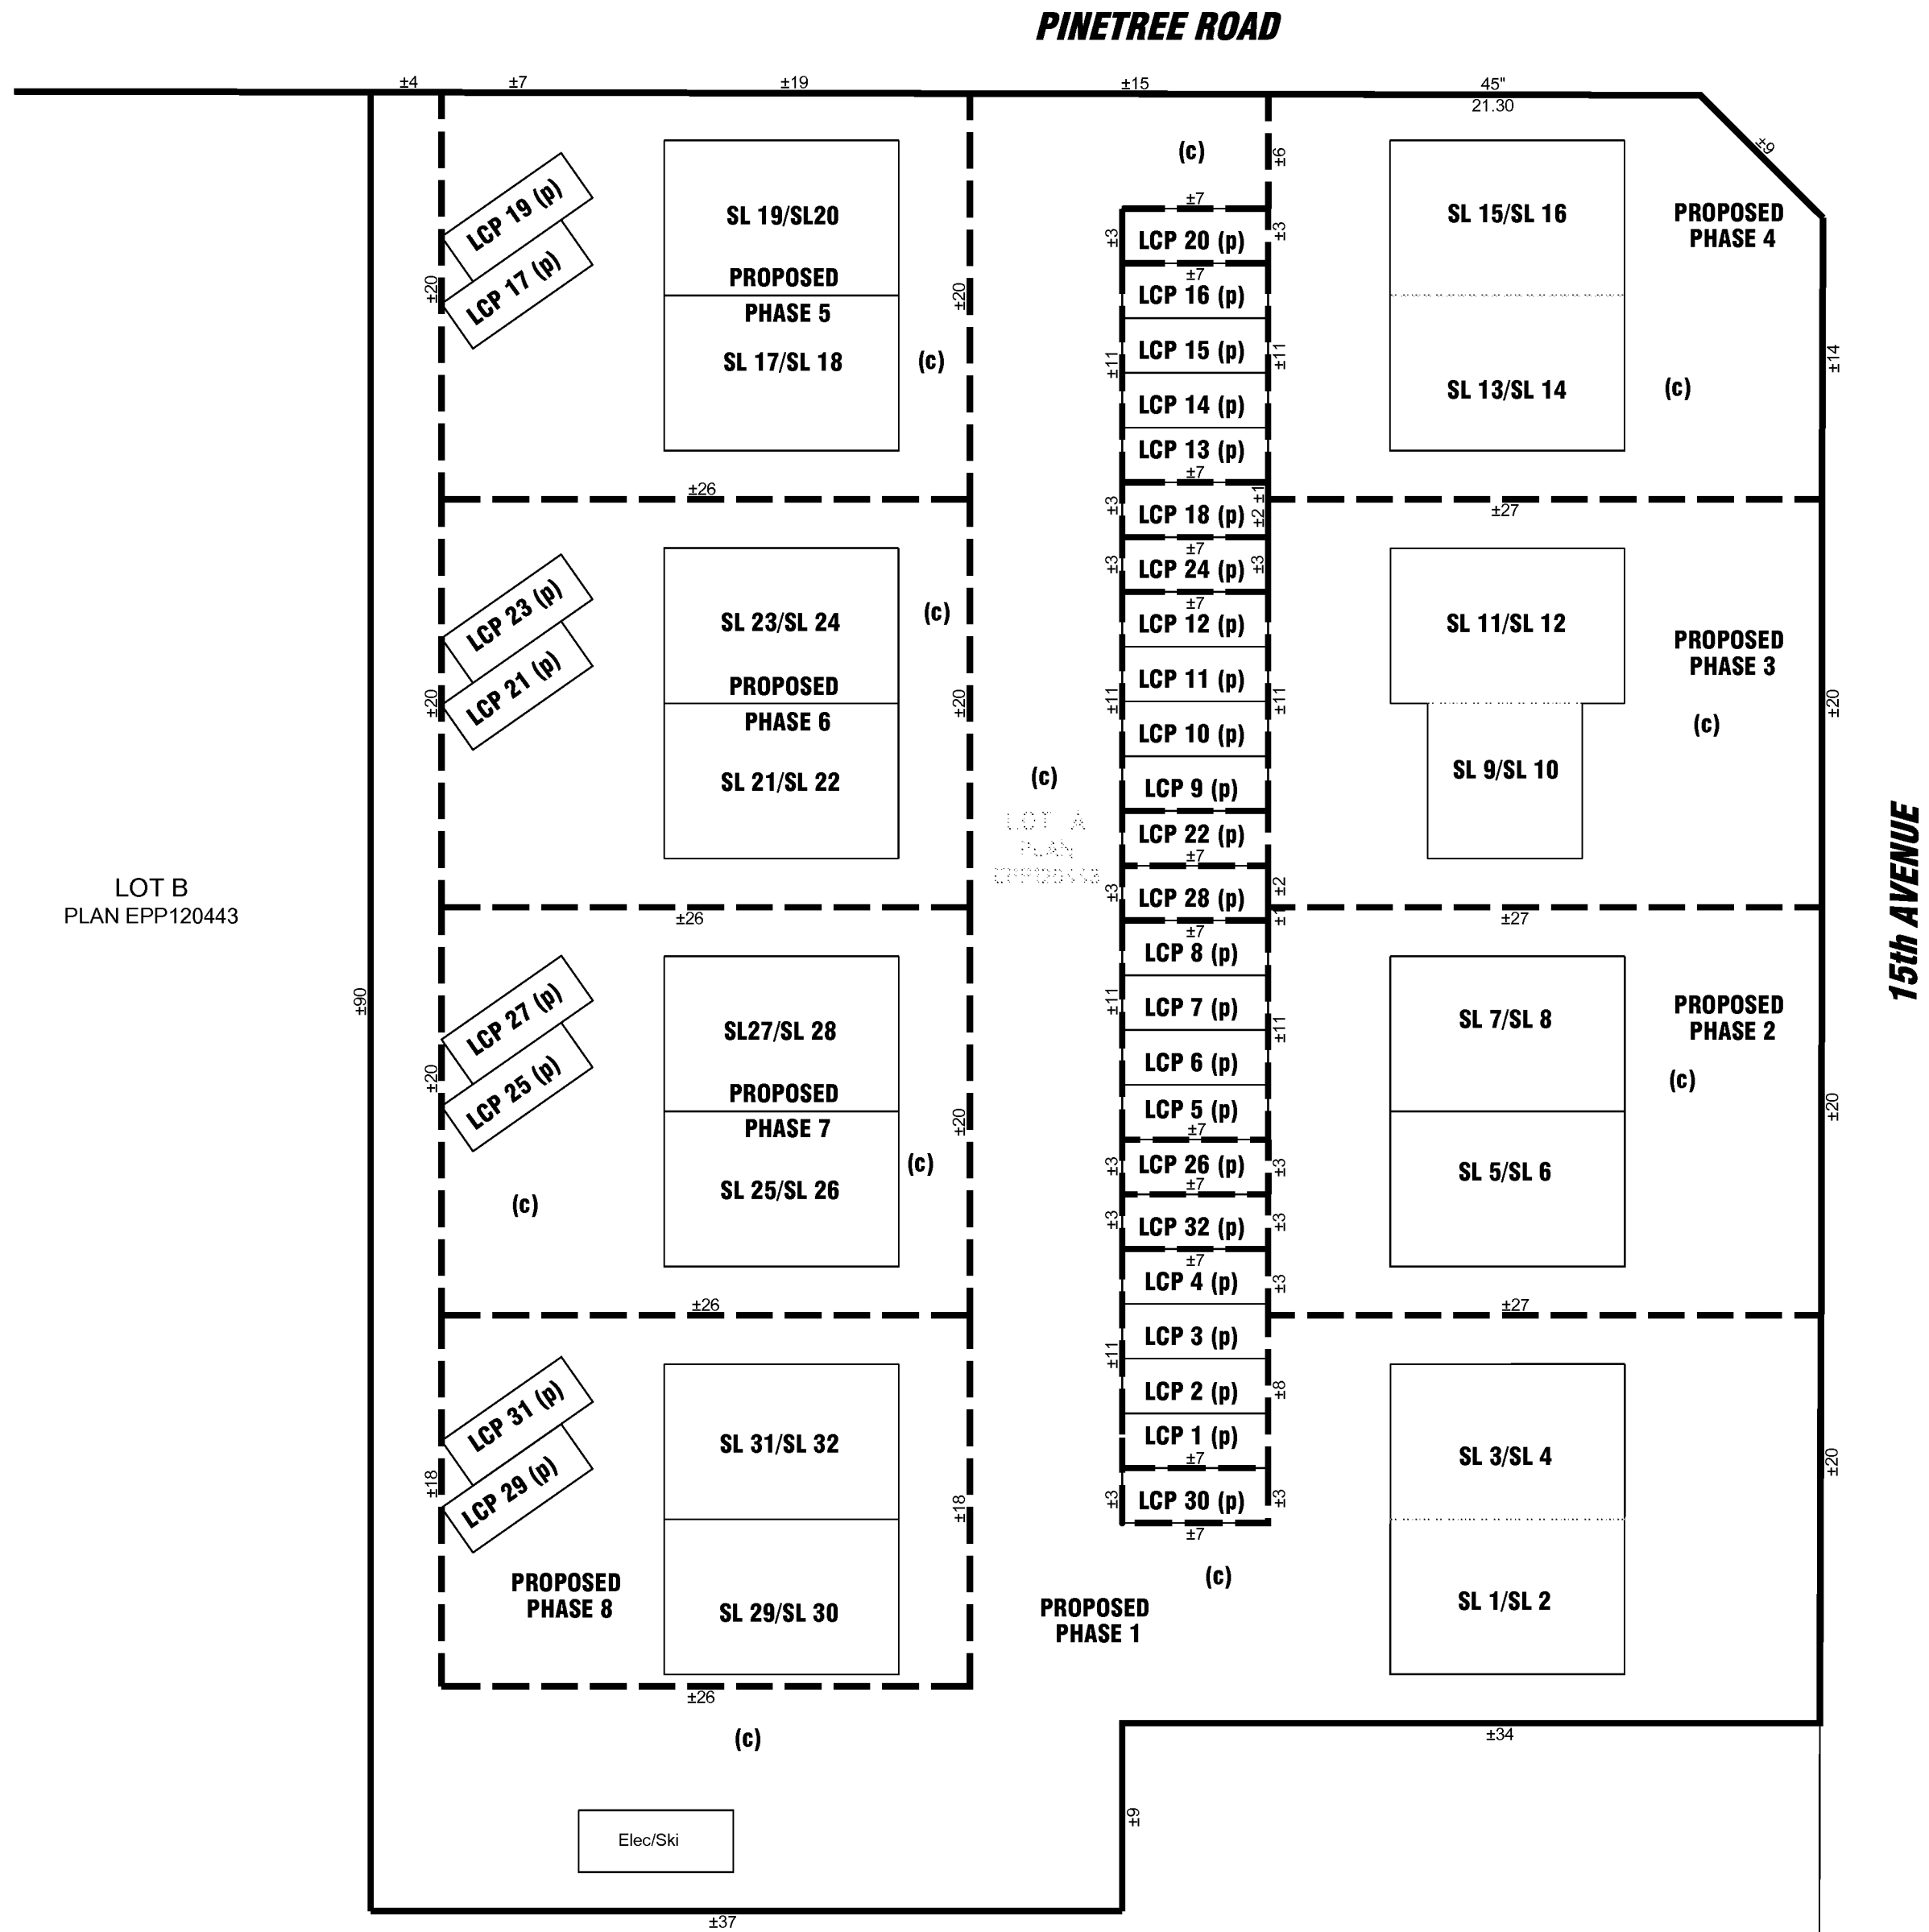 PINETREE ROAD
±4
±7
±19
±15
45"
21.30
±9
(c)
±6
±7
LCP 19 (p)
LCP 17 (p)
±20
SL 19/SL20
PROPOSED
PHASE 5
SL 17/SL 18
(c)
±20
±26
±3
LCP 20 (p)
±3
±7
LCP 16 (p)
LCP 15 (p)
±11
±11
LCP 14 (p)
LCP 13 (p)
±7
SL 15/SL 16
PROPOSED
PHASE 4
SL 13/SL 14
(c)
±14
±27
±3
LCP 18 (p)
±1
±2
±7
±3
LCP 24 (p)
±3
±7
LCP 12 (p)
LCP 11 (p)
±11
±11
LCP 10 (p)
LCP 9 (p)
LCP 23 (p)
LCP 21 (p)
±20
SL 23/SL 24
(c)
PROPOSED
PHASE 6
SL 21/SL 22
±20
±26
SL 11/SL 12
PROPOSED
PHASE 3
(c)
SL 9/SL 10
±20
±27
15th AVENUE
(c)
LOT A
PLAN
EPP120443
LCP 22 (p)
±7
±3
LCP 28 (p)
±2
±1
±7
LCP 8 (p)
LCP 7 (p)
±11
±11
LCP 6 (p)
LCP 5 (p)
±7
LOT B
PLAN EPP120443
±90
LCP 27 (p)
LCP 25 (p)
±20
SL27/SL 28
PROPOSED
PHASE 7
SL 25/SL 26
(c)
(c)
±20
±26
SL 7/SL 8
PROPOSED
PHASE 2
(c)
SL 5/SL 6
±20
±27
±3
LCP 26 (p)
±3
±7
±3
LCP 32 (p)
±3
±7
LCP 4 (p)
±3
LCP 3 (p)
±11
LCP 2 (p)
±8
LCP 1 (p)
±7
±3
LCP 30 (p)
±3
±7
LCP 31 (p)
LCP 29 (p)
±18
SL 31/SL 32
±18
PROPOSED
PHASE 8
SL 29/SL 30
±26
(c)
PROPOSED
PHASE 1
SL 3/SL 4
SL 1/SL 2
±20
±34
(c)
±9
Elec/Ski
±37